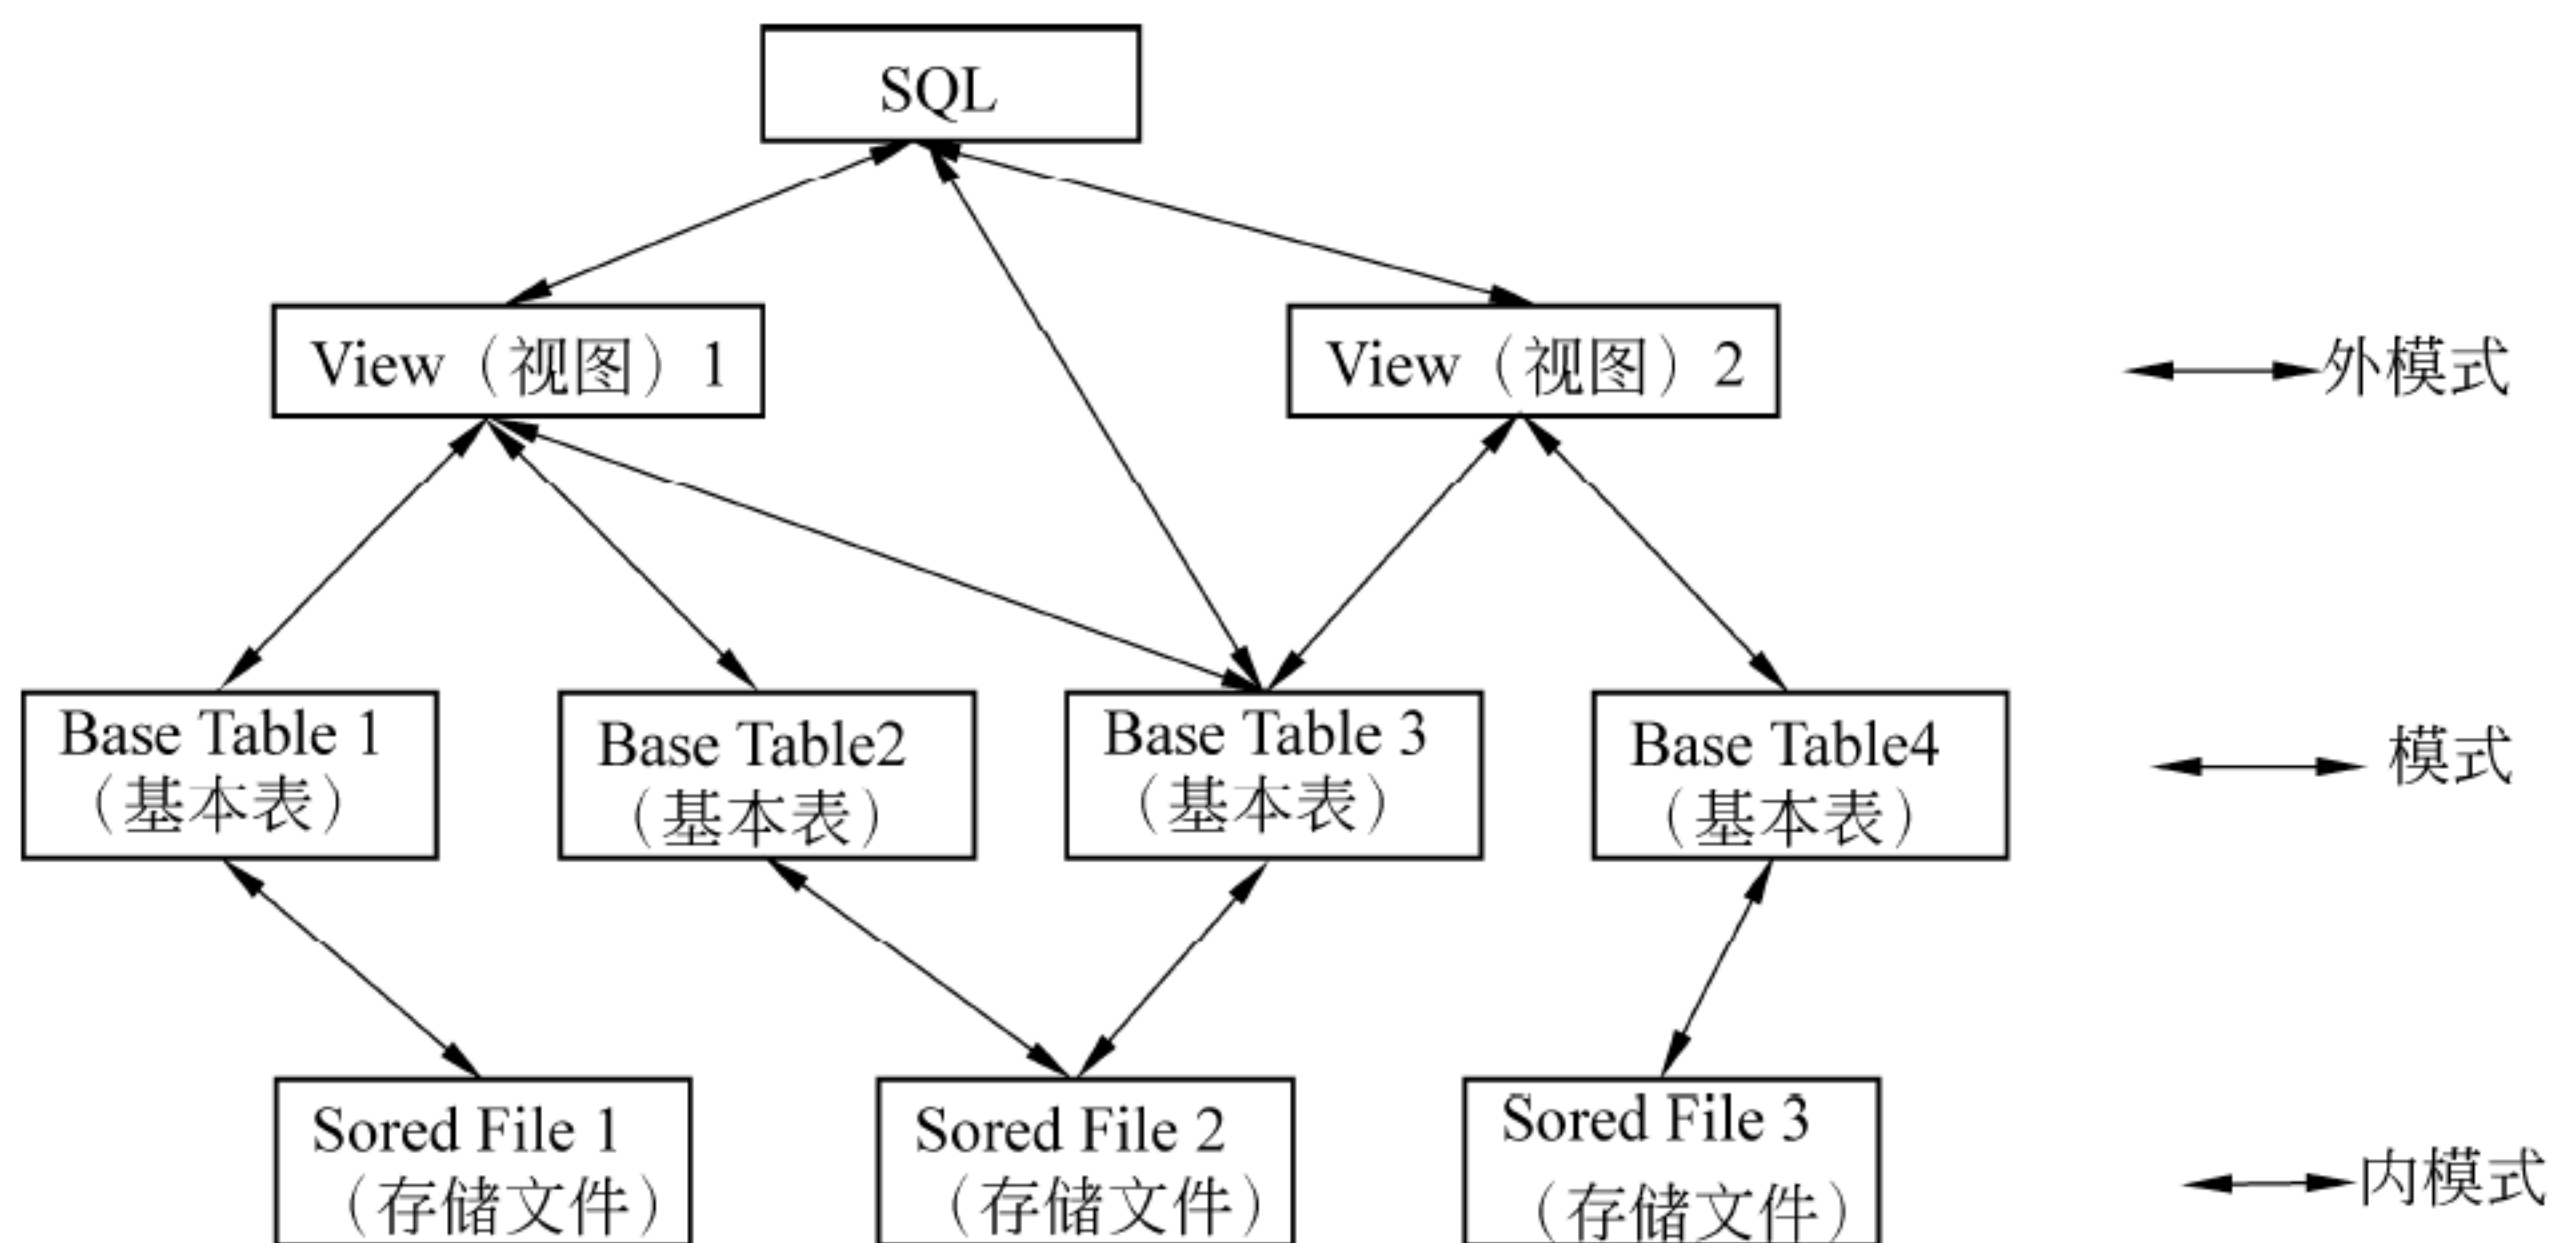 SQL
View（视图）1
View（视图）2
外模式
Base Table 1
（基本表）
Base Table2
（基本表）
Base Table 3
（基本表）
Base Table4
（基本表）
模式
Sored File 1
（存储文件）
Sored File 2
（存储文件）
Sored File 3
（存储文件）
内模式